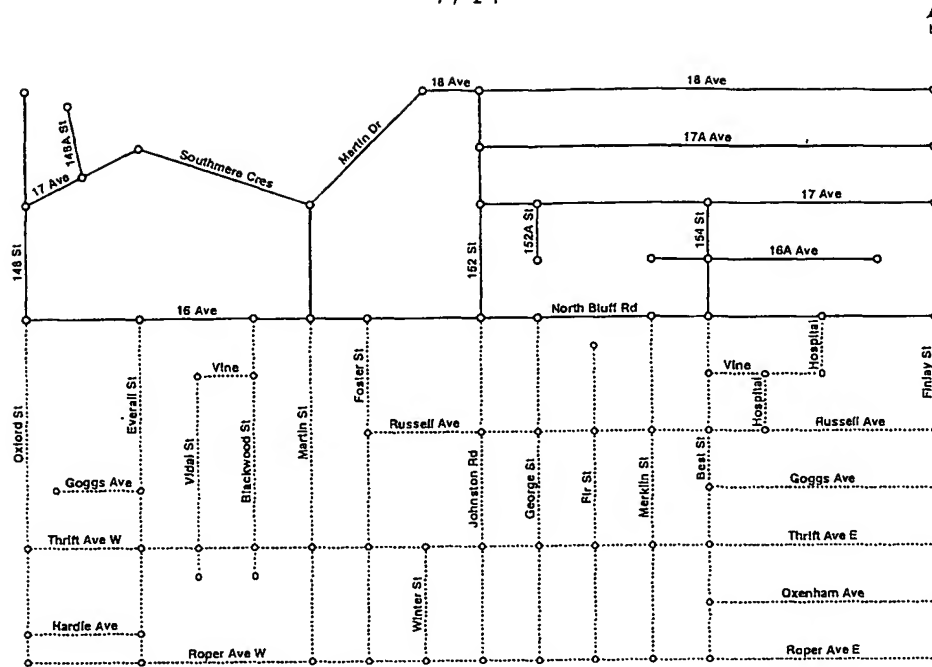 18 Ave
18 Ave
148A St
Martin Dr
17A Ave
Southmere Cres
17 Ave
17 Ave
148 St
152 St
152A St
154 St
16A Ave
16 Ave
North Bluff Rd
Hospital
Vine
Vine
Foster St
Finlay St
Everall St
Hospital
Russell Ave
Russell Ave
Oxford St
Vidal St
Blackwood St
Martin St
Johnston Rd
George St
Fir St
Merklin St
Best St
Goggs Ave
Goggs Ave
Thrift Ave W
Thrift Ave E
Winter St
Oxenham Ave
Hardie Ave
Roper Ave W
Roper Ave E